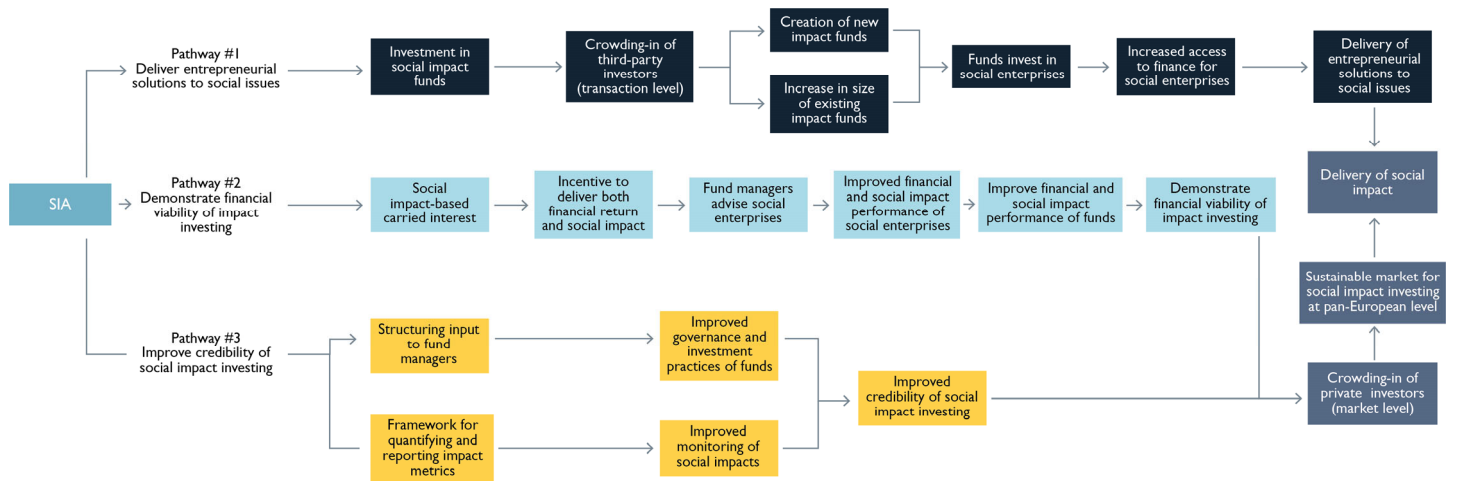 SIA
Pathway #1
Deliver entrepreneurial
solutions to social issues
Investment in
social impact
funds
Crowding-in of
third-party
investors
(transaction level)
Creation of new
impact funds
Increase in size
of existing
impact funds
Funds invest in
social enterprises
Increased access
to finance for
social enterprises
Delivery of
entrepreneurial
solutions to
social issues
Pathway #2
Demonstrate financial
viability of impact
investing
Social
impact-based
carried interest
Incentive to
deliver both
financial return
and social impact
Fund managers
advise social
enterprises
Improved financial
and social impact
performance of
social enterprises
Improve financial and
social impact
performance of funds
Demonstrate
financial viability of
impact investing
Pathway #3
Improve credibility of
social impact investing
Structuring input
to fund
managers
Improved
governance and
investment
practices of funds
Framework for
quantifying and
reporting impact
metrics
Improved
monitoring of
social impacts
Improved
credibility of social
impact investing
Delivery of social
impact
Sustainable market for
social impact investing
at pan-European level
Crowding-in of
private investors
(market level)